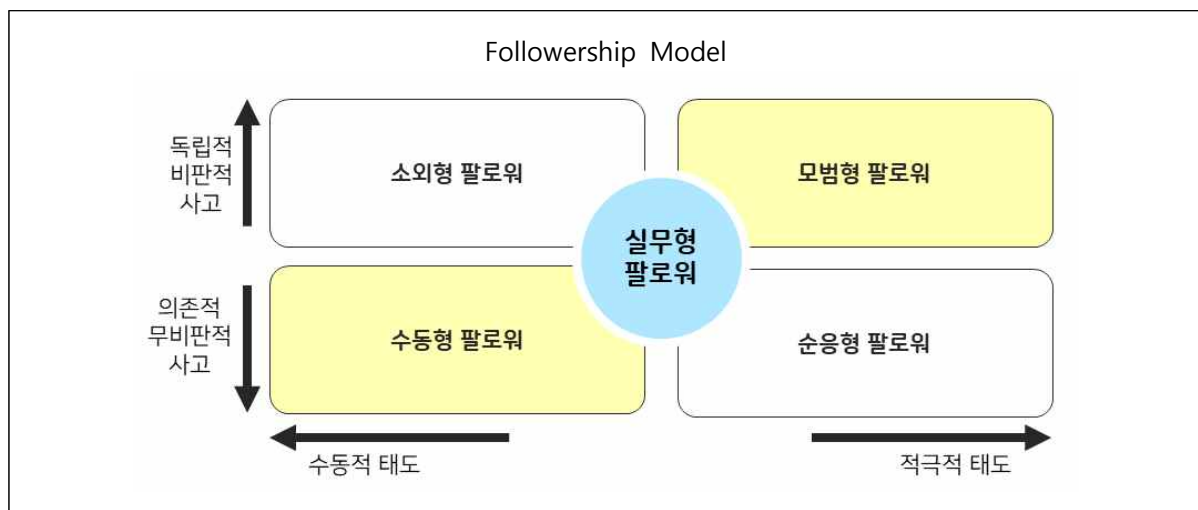 Followership Model
독립적
비판적
사고
소외형 팔로워
모범형 팔로워
실무형
팔로워
의존적
무비판적
사고
수동형 팔로워
순응형 팔로워
수동적 태도
적극적 태도